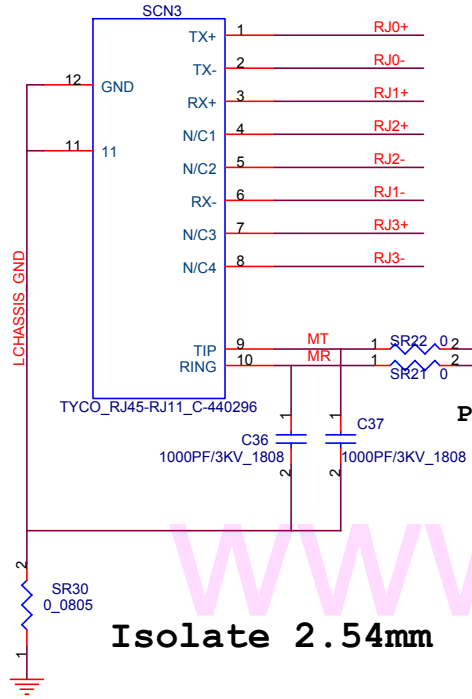 SCN3
TX+ 1 RJ0+
TX- 2 RJ0-
12 GND RX+ 3 RJ1+
N/C1 4 RJ2+
11 11 N/C2 5 RJ2-
RX- 6 RJ1-
N/C3 7 RJ3+
N/C4 8 RJ3-
LCHASSIS_GND
TIP 9 MT 1 SR22 0 2
RING 10 MR 1 SR21 0 2
TYCO_RJ45-RJ11_C-440296
P
1 1
C36 C37
1000PF/3KV_1808 1000PF/3KV_1808
2 2
www
2
SR30
0_0805
1
Isolate 2.54mm